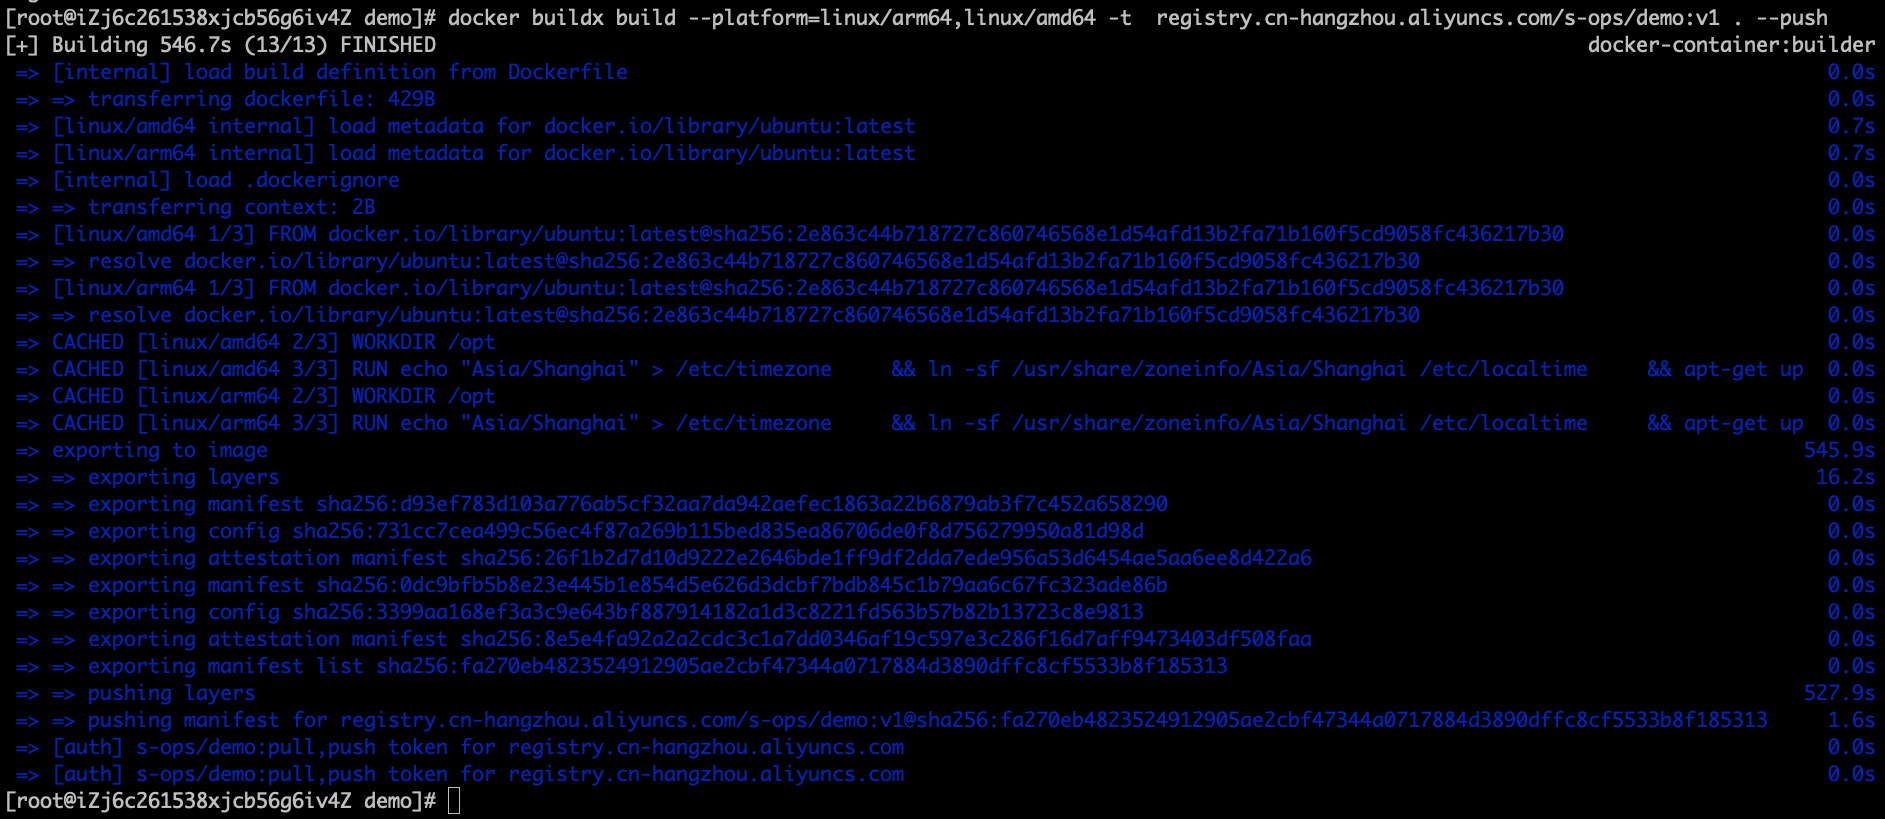 [root@iZj6c261538xjcb56g6iv4Z demo]# docker buildx build --platform=linux/arm64,linux/amd64 -t  registry.cn-hangzhou.aliyuncs.com/s-ops/demo:v1 . --push
[+] Building 546.7s (13/13) FINISHED docker-container:builder
=> [internal] load build definition from Dockerfile 0.0s
=> => transferring dockerfile: 429B 0.0s
=> [linux/amd64 internal] load metadata for docker.io/library/ubuntu:latest 0.7s
=> [linux/arm64 internal] load metadata for docker.io/library/ubuntu:latest 0.7s
=> [internal] load .dockerignore 0.0s
=> => transferring context: 2B 0.0s
=> [linux/amd64 1/3] FROM docker.io/library/ubuntu:latest@sha256:2e863c44b718727c860746568e1d54afd13b2fa71b160f5cd9058fc436217b30 0.0s
=> => resolve docker.io/library/ubuntu:latest@sha256:2e863c44b718727c860746568e1d54afd13b2fa71b160f5cd9058fc436217b30 0.0s
=> [linux/arm64 1/3] FROM docker.io/library/ubuntu:latest@sha256:2e863c44b718727c860746568e1d54afd13b2fa71b160f5cd9058fc436217b30 0.0s
=> => resolve docker.io/library/ubuntu:latest@sha256:2e863c44b718727c860746568e1d54afd13b2fa71b160f5cd9058fc436217b30 0.0s
=> CACHED [linux/amd64 2/3] WORKDIR /opt 0.0s
=> CACHED [linux/amd64 3/3] RUN echo "Asia/Shanghai" > /etc/timezone     && ln -sf /usr/share/zoneinfo/Asia/Shanghai /etc/localtime     && apt-get up 0.0s
=> CACHED [linux/arm64 2/3] WORKDIR /opt 0.0s
=> CACHED [linux/arm64 3/3] RUN echo "Asia/Shanghai" > /etc/timezone     && ln -sf /usr/share/zoneinfo/Asia/Shanghai /etc/localtime     && apt-get up 0.0s
=> exporting to image 545.9s
=> => exporting layers 16.2s
=> => exporting manifest sha256:d93ef783d103a776ab5cf32aa7da942aefec1863a22b6879ab3f7c452a658290 0.0s
=> => exporting config sha256:731cc7cea499c56ec4f87a269b115bed835ea86706de0f8d756279950a81d98d 0.0s
=> => exporting attestation manifest sha256:26f1b2d7d10d9222e2646bde1ff9df2dda7ede956a53d6454ae5aa6ee8d422a6 0.0s
=> => exporting manifest sha256:0dc9bfb5b8e23e445b1e854d5e626d3dcbf7bdb845c1b79aa6c67fc323ade86b 0.0s
=> => exporting config sha256:3399aa168ef3a3c9e643bf887914182a1d3c8221fd563b57b82b13723c8e9813 0.0s
=> => exporting attestation manifest sha256:8e5e4fa92a2a2cdc3c1a7dd0346af19c597e3c286f16d7aff9473403df508faa 0.0s
=> => exporting manifest list sha256:fa270eb4823524912905ae2cbf47344a0717884d3890dffc8cf5533b8f185313 0.0s
=> => pushing layers 527.9s
=> => pushing manifest for registry.cn-hangzhou.aliyuncs.com/s-ops/demo:v1@sha256:fa270eb4823524912905ae2cbf47344a0717884d3890dffc8cf5533b8f185313 1.6s
=> [auth] s-ops/demo:pull,push token for registry.cn-hangzhou.aliyuncs.com 0.0s
=> [auth] s-ops/demo:pull,push token for registry.cn-hangzhou.aliyuncs.com 0.0s
[root@iZj6c261538xjcb56g6iv4Z demo]#